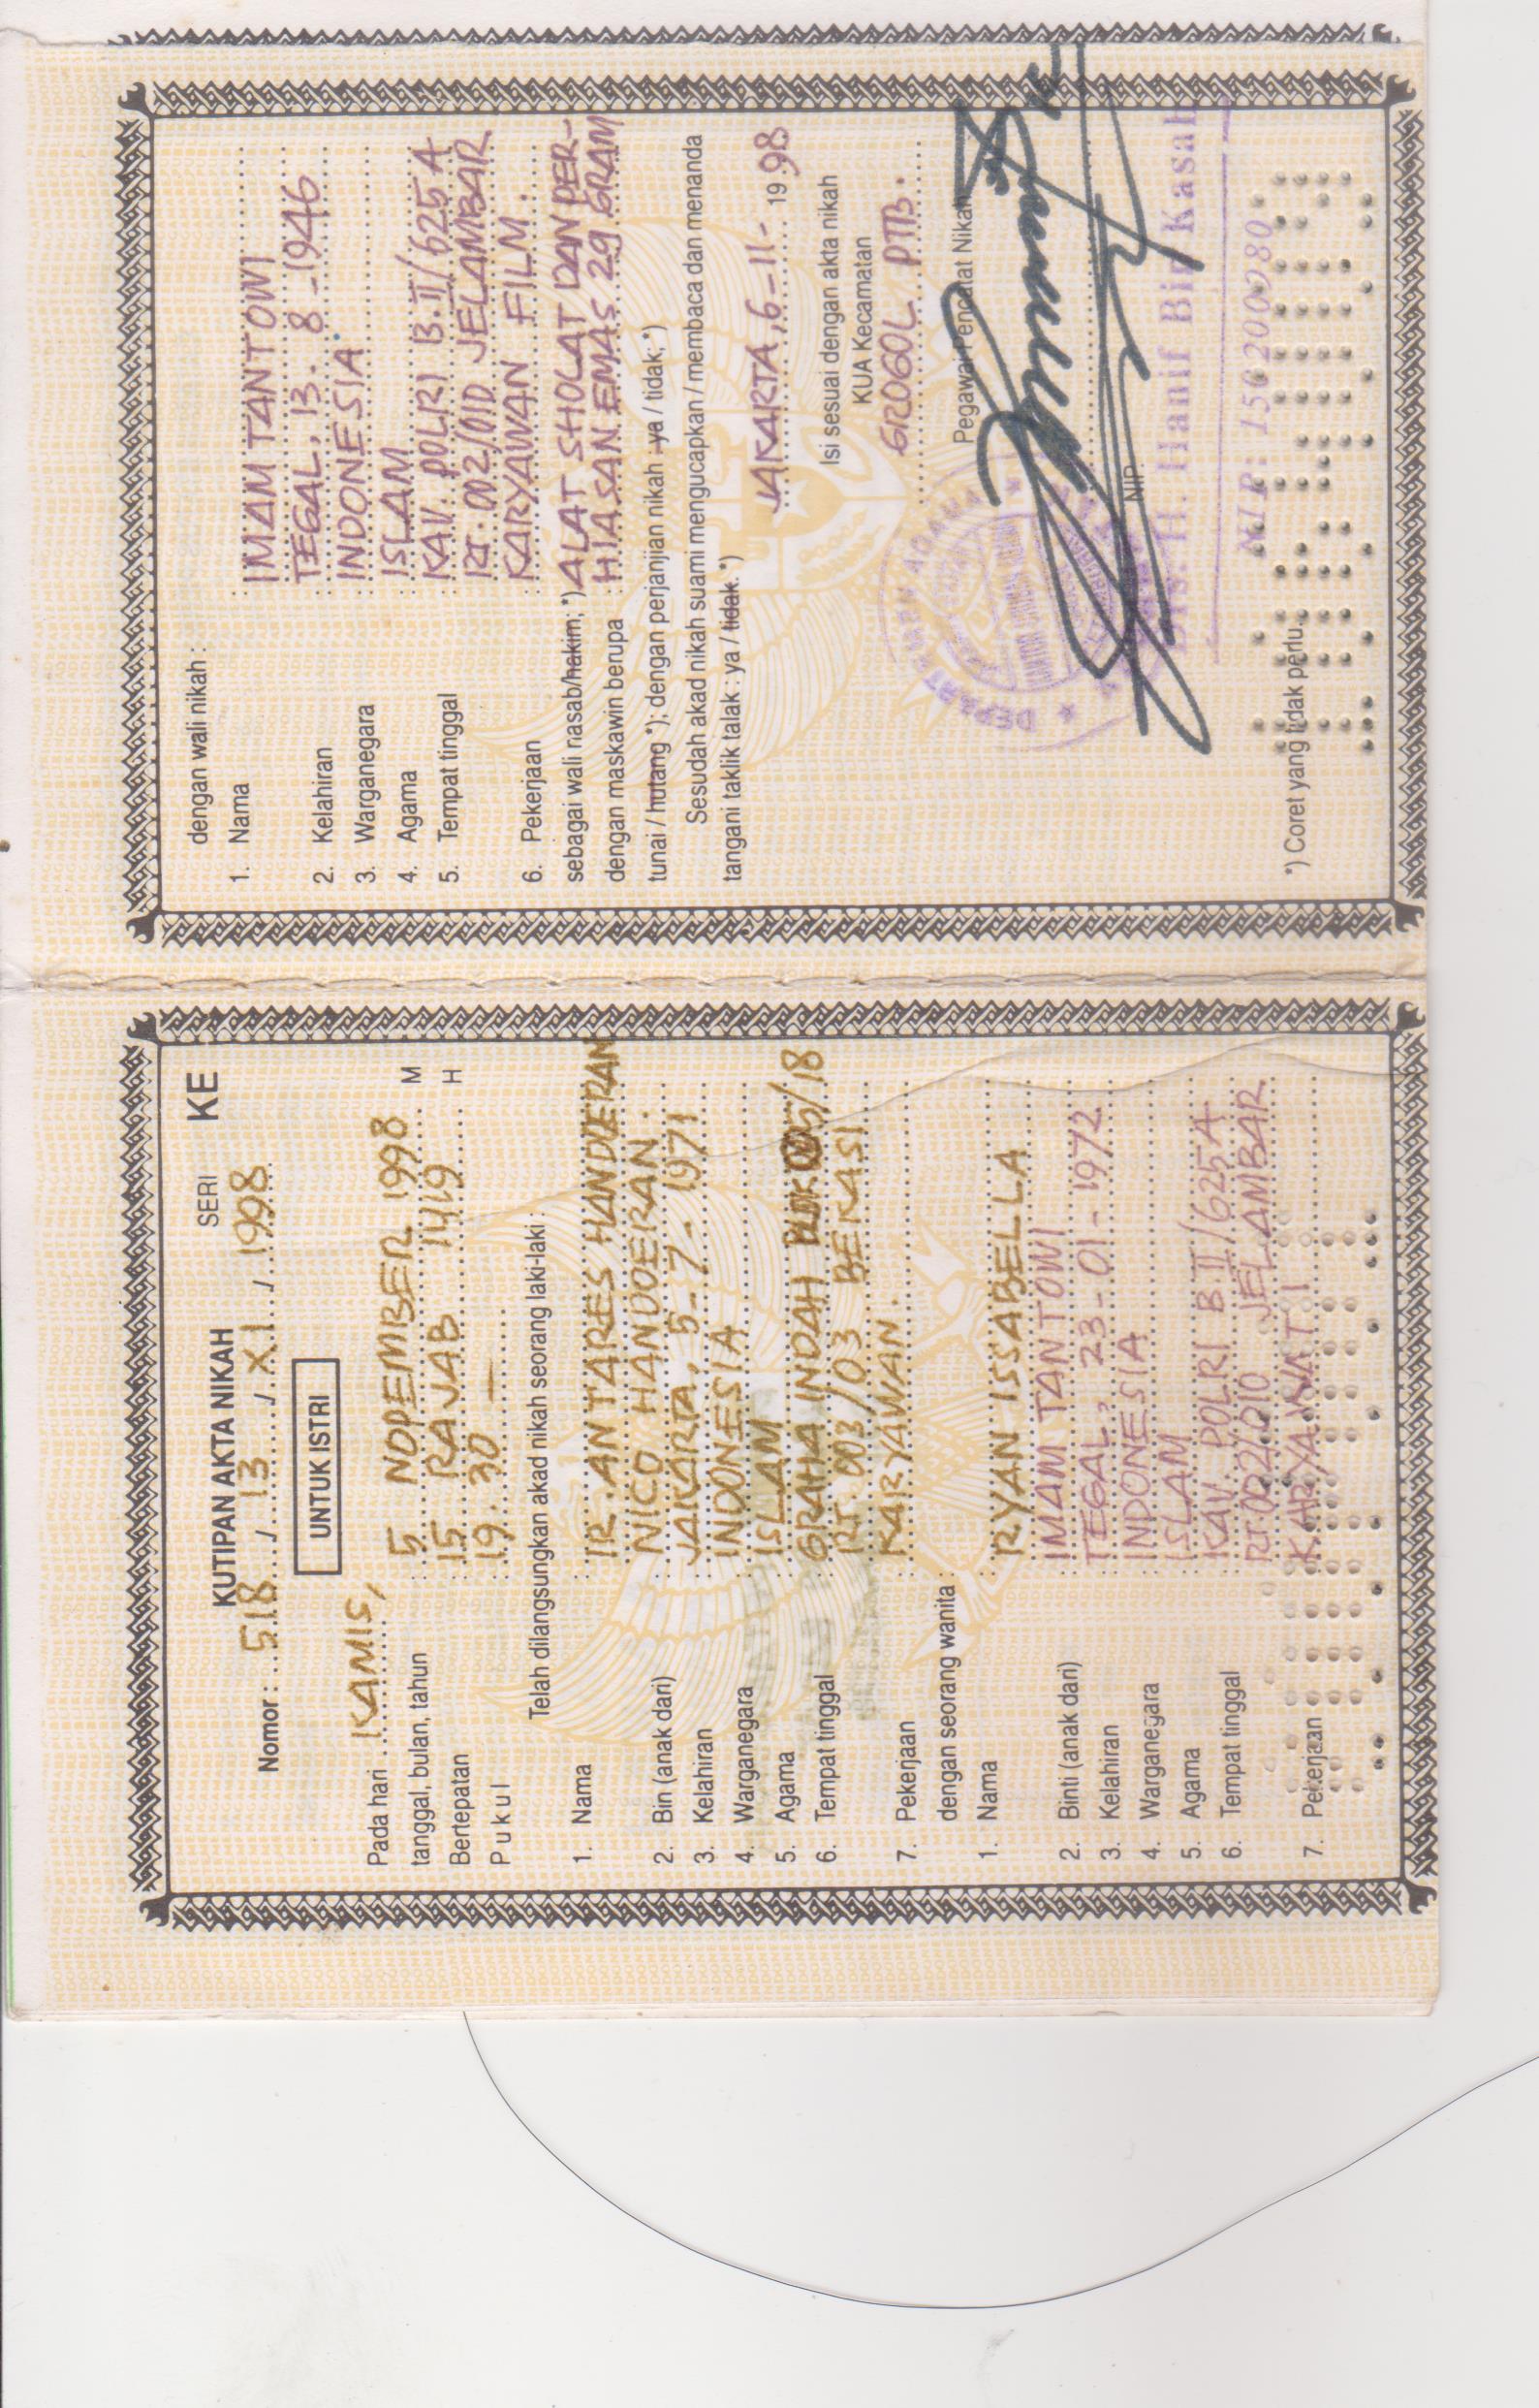 KUTIPAN AKTA NIKAH
SERI KE
Nomor : 518 / 13 / XI / 1998
UNTUK ISTRI
Pada hari : KAMIS,
tanggal, bulan, tahun : 5 NOPEMBER 1998 M
Bertepatan : 15 RAJAB 1419 H
Pukul : 19.30 —
Telah dilangsungkan akad nikah seorang laki-laki :
1. Nama : IR. ANTARES HANDOERAN
2. Bin (anak dari) : NICO HANDOERAN.
3. Kelahiran : JAKARTA, 5-7-1971
4. Warganegara : INDONESIA
5. Agama : ISLAM
6. Tempat tinggal : GRAHA INDAH BLOK /18
RT. 003/03 BEKASI
7. Pekerjaan : KARYAWAN.
dengan seorang wanita :
1. Nama : RYAN ISSABELLA
2. Binti (anak dari) : IMAM TANTOWI
3. Kelahiran : TEGAL, 23-01-1972
4. Warganegara : INDONESIA
5. Agama : ISLAM
6. Tempat tinggal : KAV. POLRI B II/625A
RT 002/010 JELAMBAR
7. Pekerjaan : KARYAWATI
dengan wali nikah :
1. Nama : IMAM TANTOWI
2. Kelahiran : TEGAL, 13.8-1946
3. Warganegara : INDONESIA
4. Agama : ISLAM
5. Tempat tinggal : KAV. POLRI B.II/625 A
RT. 002/010 JELAMBAR
6. Pekerjaan : KARYAWAN FILM.
sebagai wali nasab/hakim; *) ALAT SHOLAT DAN PER-
dengan maskawin berupa HIASAN EMAS 29 GRAM
tunai / hutang *); dengan perjanjian nikah ya / tidak; *)
Sesudah akad nikah suami mengucapkan / membaca dan menanda
tangani taklik talak : ya / tidak. *)
JAKARTA, 6-11- 1998
Isi sesuai dengan akta nikah
KUA Kecamatan
GROGOL PTB.
Pegawai Pencatat Nikah
DEPARTEMEN AGAMA
NIP.
Drs. H. Hanif Bin Kasab
NIP: 150200980
*) Coret yang tidak perlu.